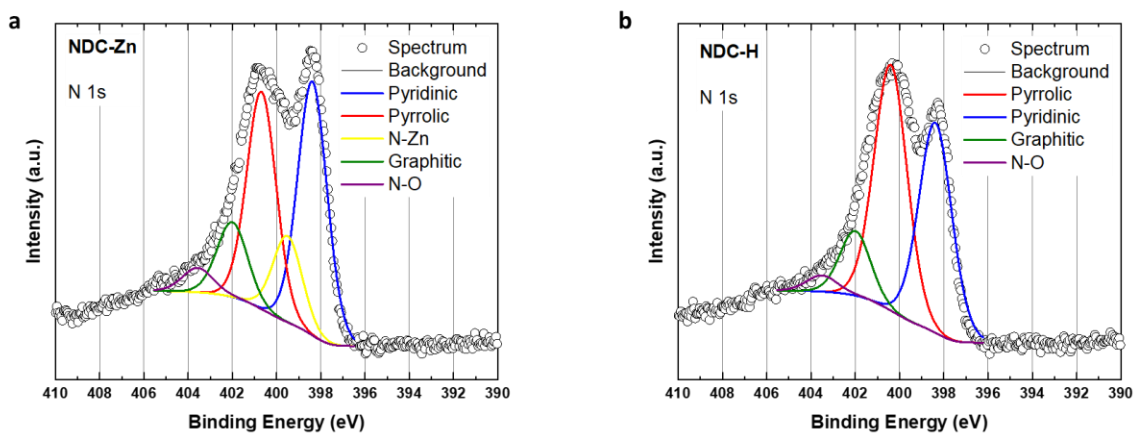 a
NDC-Zn
N 1s
Spectrum
Background
Pyridinic
Pyrrolic
N-Zn
Graphitic
N-O
Intensity (a.u.)
410 408 406 404 402 400 398 396 394 392 390
Binding Energy (eV)
b
NDC-H
N 1s
Spectrum
Background
Pyrrolic
Pyridinic
Graphitic
N-O
Intensity (a.u.)
410 408 406 404 402 400 398 396 394 392 390
Binding Energy (eV)